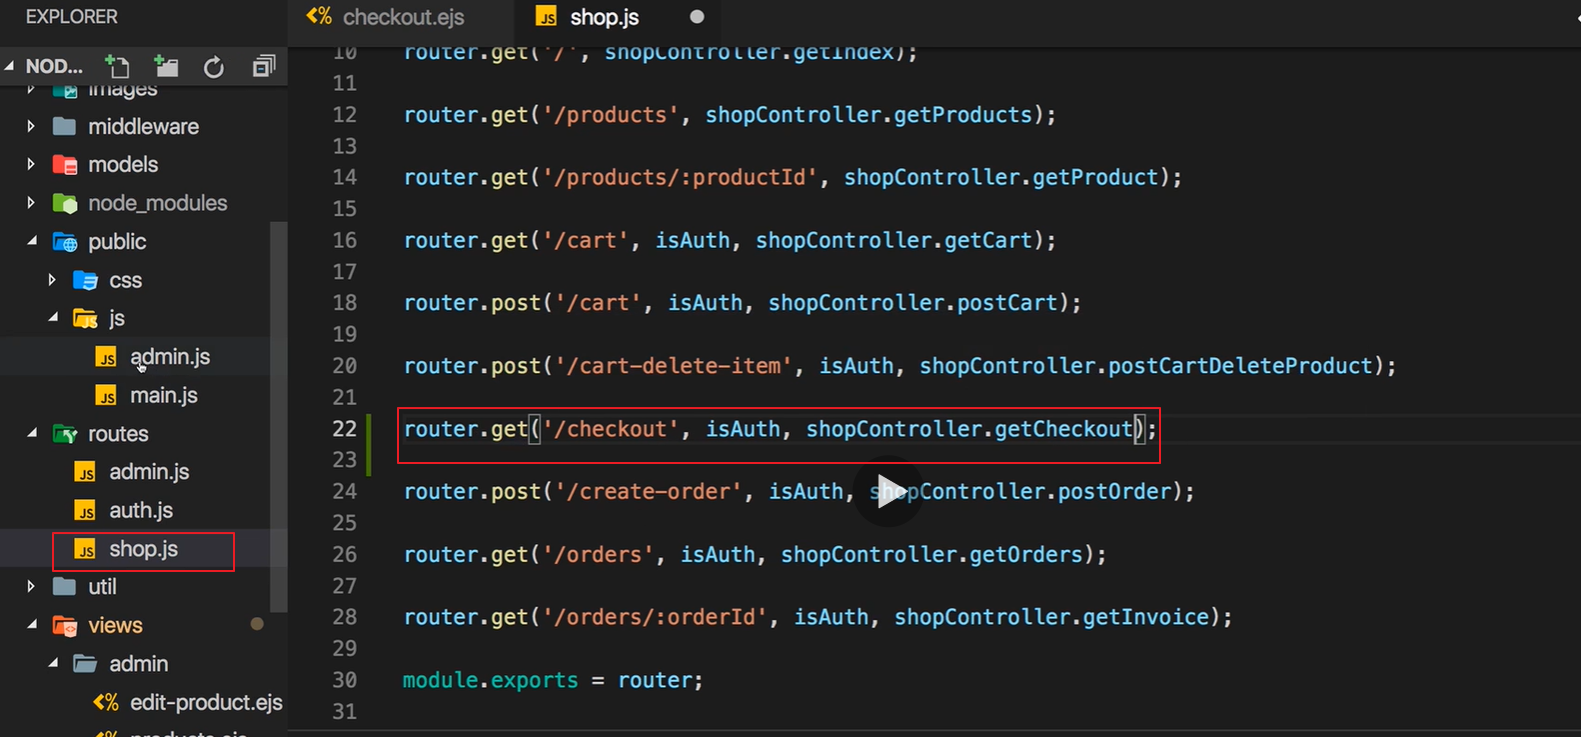 EXPLORER
NOD...
images
middleware
models
node_modules
public
css
js
admin.js
main.js
routes
admin.js
auth.js
shop.js
util
views
admin
edit-product.ejs
products.ejs
checkout.ejs
shop.js
10 router.get('/', shopController.getIndex);
11
12 router.get('/products', shopController.getProducts);
13
14 router.get('/products/:productId', shopController.getProduct);
15
16 router.get('/cart', isAuth, shopController.getCart);
17
18 router.post('/cart', isAuth, shopController.postCart);
19
20 router.post('/cart-delete-item', isAuth, shopController.postCartDeleteProduct);
21
22 router.get('/checkout', isAuth, shopController.getCheckout);
23
24 router.post('/create-order', isAuth, shopController.postOrder);
25
26 router.get('/orders', isAuth, shopController.getOrders);
27
28 router.get('/orders/:orderId', isAuth, shopController.getInvoice);
29
30 module.exports = router;
31